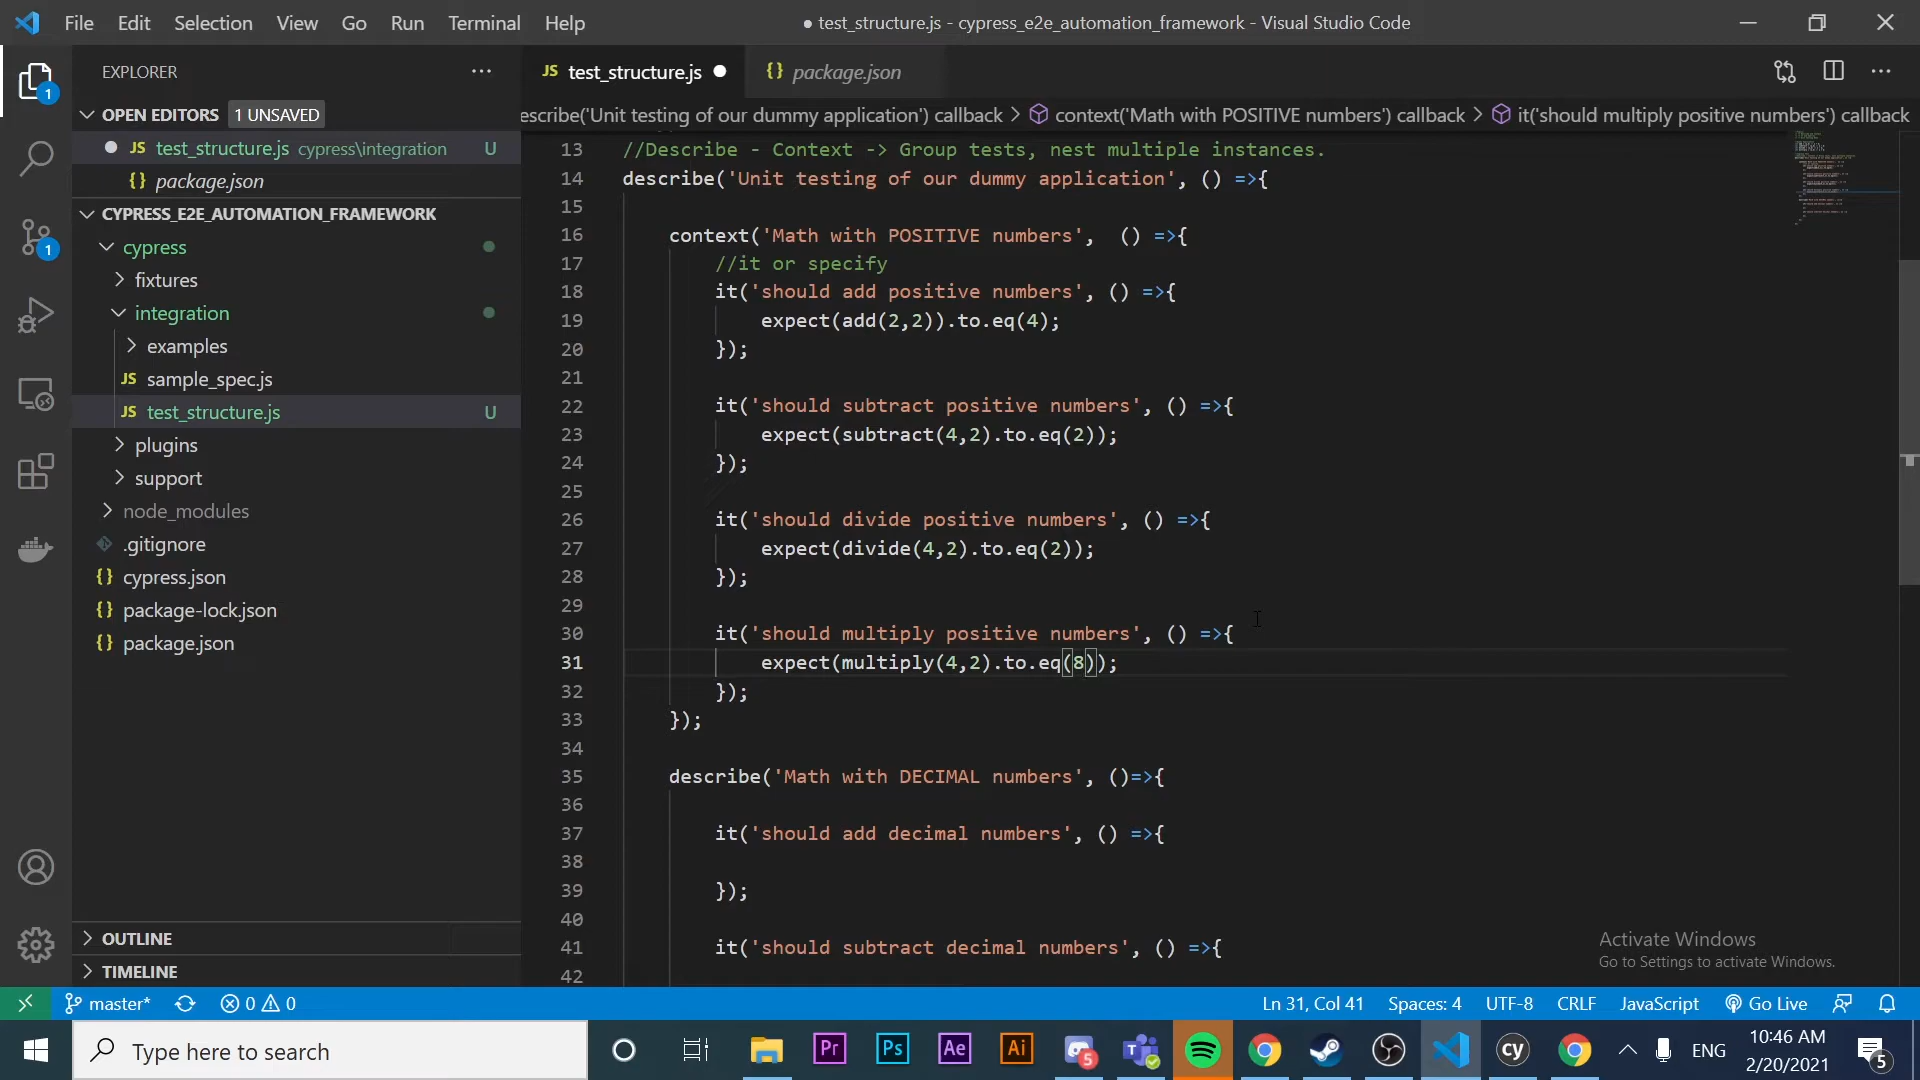 File Edit Selection View Go Run Terminal Help
● test_structure.js - cypress_e2e_automation_framework - Visual Studio Code
EXPLORER
OPEN EDITORS 1 UNSAVED
JS test_structure.js cypress\integration U
{} package.json
CYPRESS_E2E_AUTOMATION_FRAMEWORK
cypress
fixtures
integration
examples
JS sample_spec.js
JS test_structure.js U
plugins
support
node_modules
.gitignore
{} cypress.json
{} package-lock.json
{} package.json
OUTLINE
TIMELINE
JS test_structure.js
{} package.json
escribe('Unit testing of our dummy application') callback > context('Math with POSITIVE numbers') callback > it('should multiply positive numbers') callback
13 //Describe - Context -> Group tests, nest multiple instances.
14 describe('Unit testing of our dummy application', () =>{
15
16 context('Math with POSITIVE numbers',  () =>{
17 //it or specify
18 it('should add positive numbers', () =>{
19 expect(add(2,2)).to.eq(4);
20 });
21
22 it('should subtract positive numbers', () =>{
23 expect(subtract(4,2).to.eq(2));
24 });
25
26 it('should divide positive numbers', () =>{
27 expect(divide(4,2).to.eq(2));
28 });
29
30 it('should multiply positive numbers', () =>{
31 expect(multiply(4,2).to.eq(8));
32 });
33 });
34
35 describe('Math with DECIMAL numbers', ()=>{
36
37 it('should add decimal numbers', () =>{
38
39 });
40
41 it('should subtract decimal numbers', () =>{
42
Activate Windows
Go to Settings to activate Windows.
master* 0 0 Ln 31, Col 41 Spaces: 4 UTF-8 CRLF JavaScript Go Live
Type here to search
Pr Ps Ae Ai 5 T cy ENG
10:46 AM
2/20/2021
5
1
1